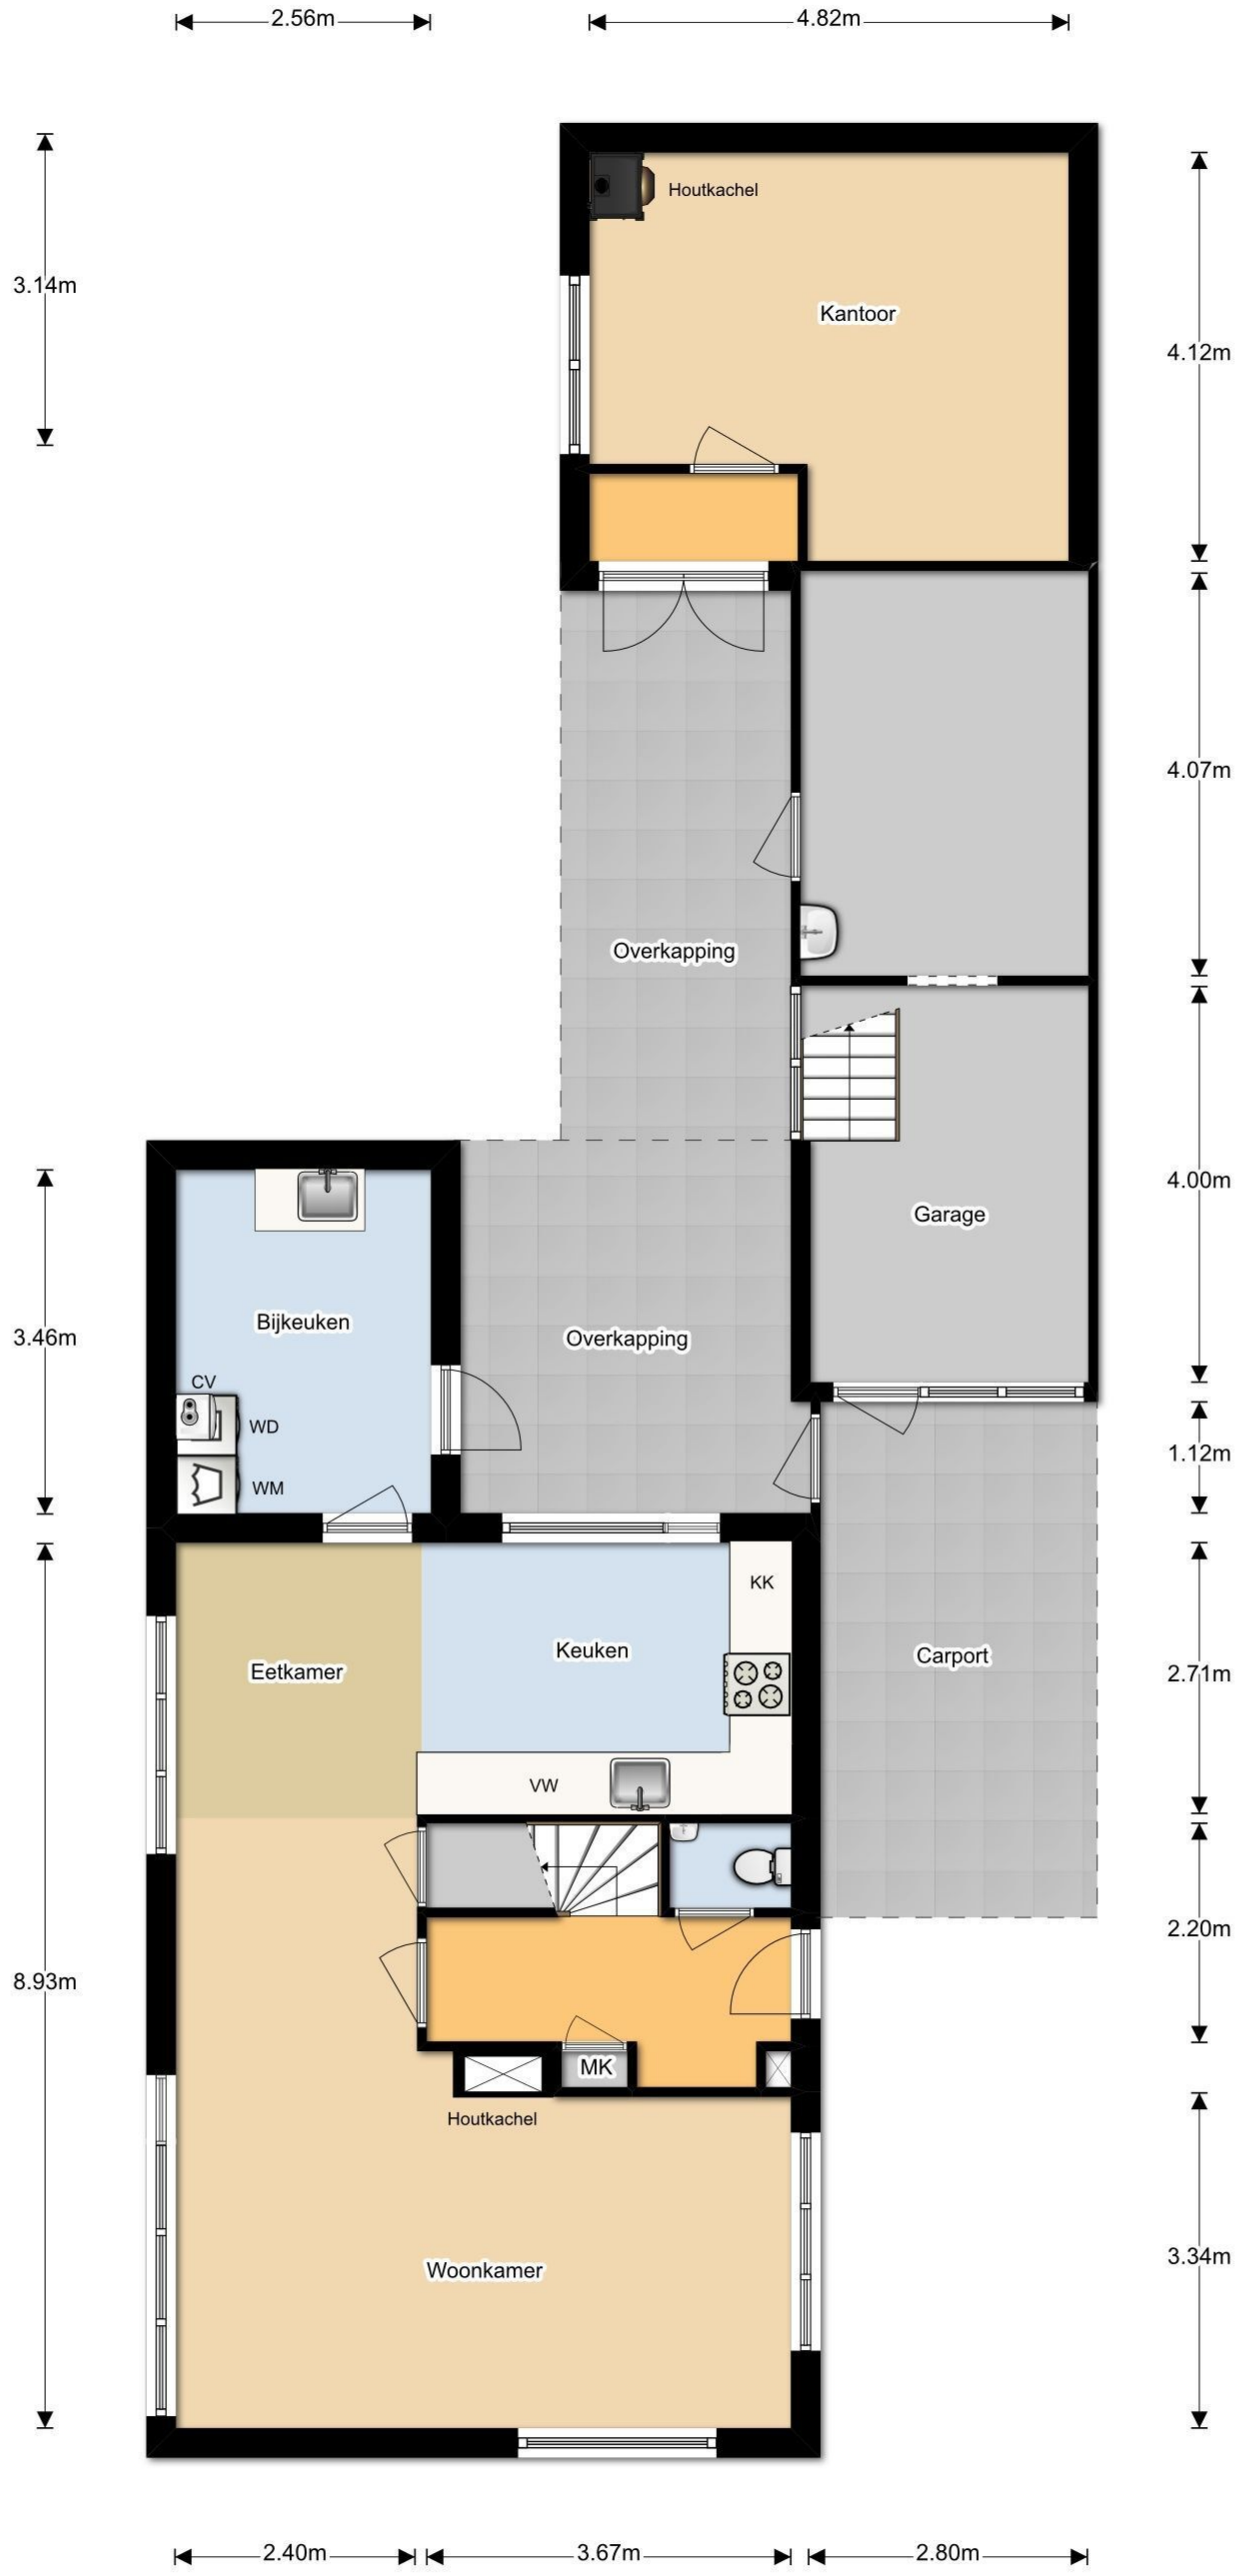 2.56m
4.82m
Houtkachel
3.14m
Kantoor
4.12m
4.07m
Overkapping
4.00m
Garage
Bijkeuken
3.46m
Overkapping
CV
WD
WM
1.12m
KK
Keuken
Eetkamer
Carport
2.71m
VW
2.20m
8.93m
MK
Houtkachel
3.34m
Woonkamer
2.40m
3.67m
2.80m